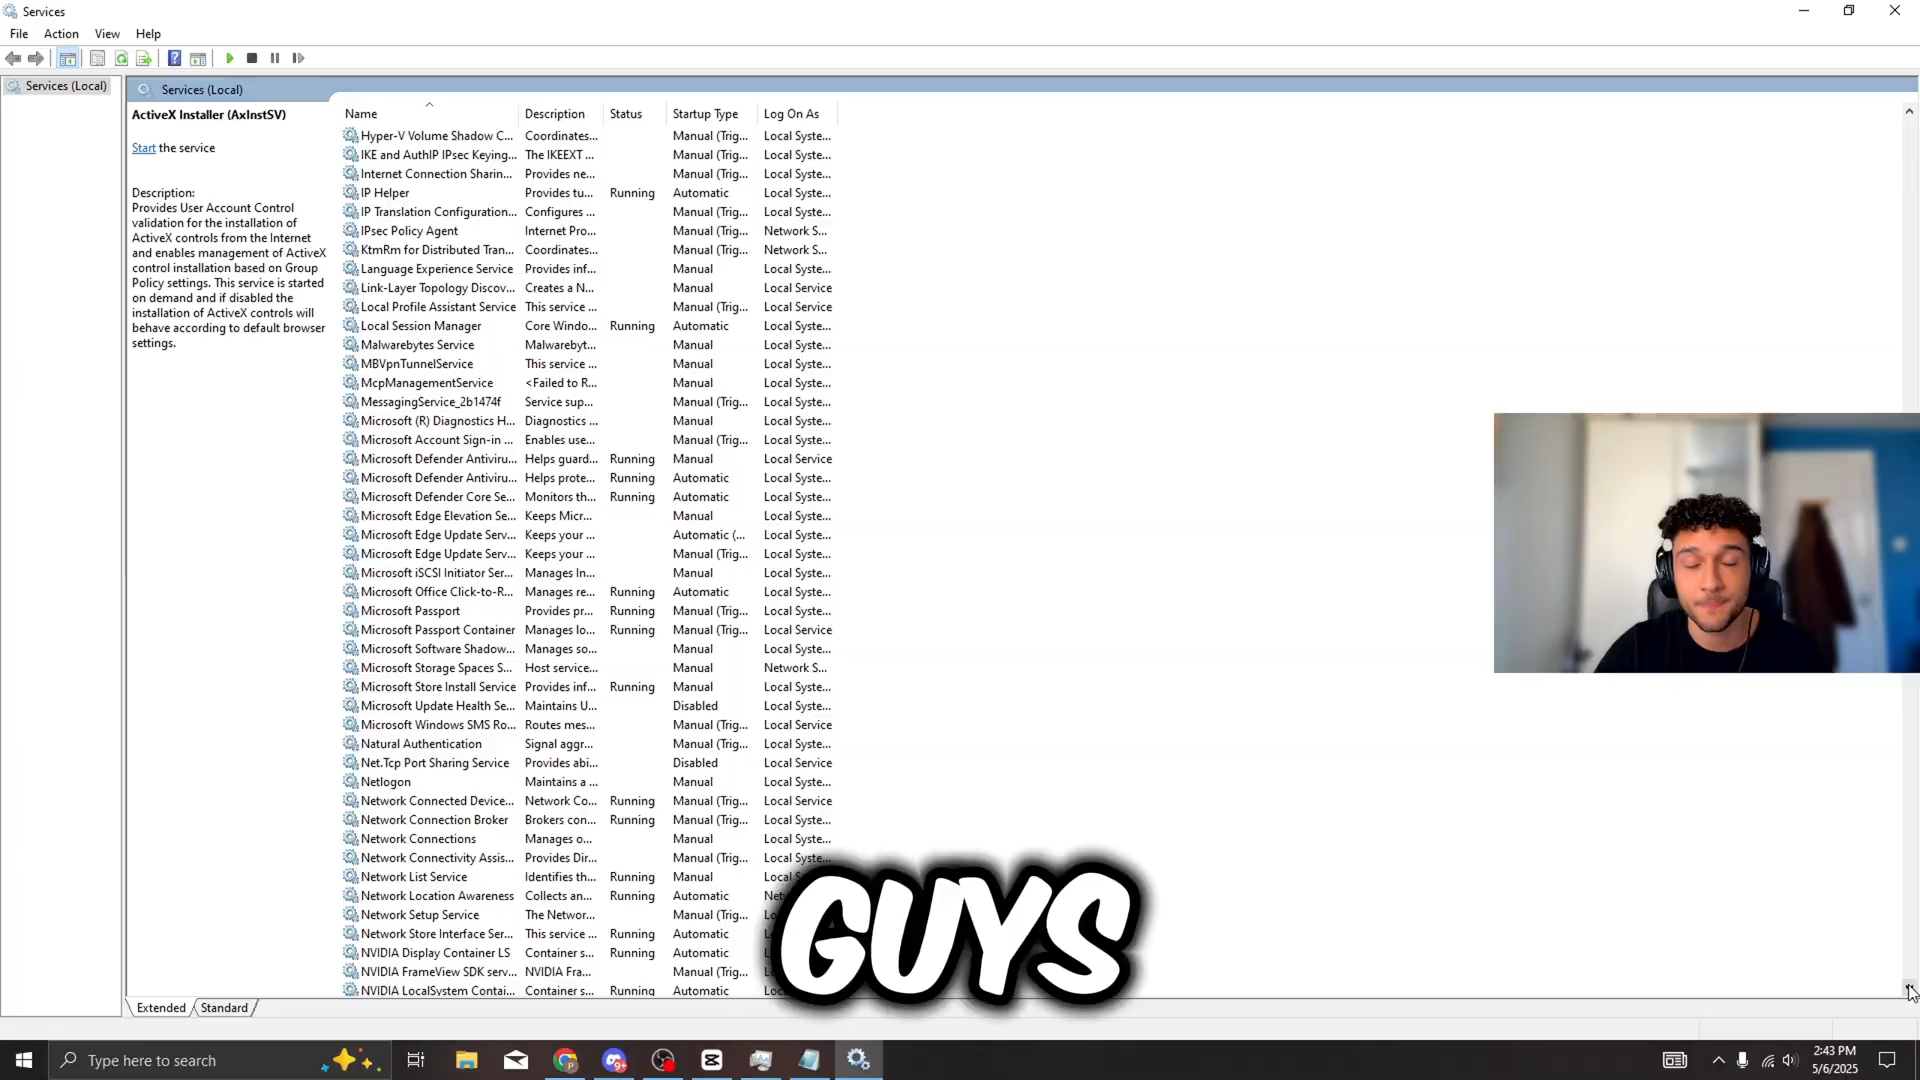 Services
File Action View Help
Services (Local)
Services (Local)
ActiveX Installer (AxInstSV)
Start the service
Description:
Provides User Account Control
validation for the installation of
ActiveX controls from the Internet
and enables management of ActiveX
control installation based on Group
Policy settings. This service is started
on demand and if disabled the
installation of ActiveX controls will
behave according to default browser
settings.
Name Description Status Startup Type Log On As
Hyper-V Volume Shadow C... Coordinates... Manual (Trig... Local Syste...
IKE and AuthIP IPsec Keying... The IKEEXT ... Manual (Trig... Local Syste...
Internet Connection Sharin... Provides ne... Manual (Trig... Local Syste...
IP Helper Provides tu... Running Automatic Local Syste...
IP Translation Configuration... Configures ... Manual (Trig... Local Syste...
IPsec Policy Agent Internet Pro... Manual (Trig... Network S...
KtmRm for Distributed Tran... Coordinates... Manual (Trig... Network S...
Language Experience Service Provides inf... Manual Local Syste...
Link-Layer Topology Discov... Creates a N... Manual Local Service
Local Profile Assistant Service This service ... Manual (Trig... Local Service
Local Session Manager Core Windo... Running Automatic Local Syste...
Malwarebytes Service Malwarebyt... Manual Local Syste...
MBVpnTunnelService This service ... Manual Local Syste...
McpManagementService <Failed to R... Manual Local Syste...
MessagingService_2b1474f Service sup... Manual (Trig... Local Syste...
Microsoft (R) Diagnostics H... Diagnostics ... Manual Local Syste...
Microsoft Account Sign-in ... Enables use... Manual (Trig... Local Syste...
Microsoft Defender Antiviru... Helps guard... Running Manual Local Service
Microsoft Defender Antiviru... Helps prote... Running Automatic Local Syste...
Microsoft Defender Core Se... Monitors th... Running Automatic Local Syste...
Microsoft Edge Elevation Se... Keeps Micr... Manual Local Syste...
Microsoft Edge Update Serv... Keeps your ... Automatic (... Local Syste...
Microsoft Edge Update Serv... Keeps your ... Manual (Trig... Local Syste...
Microsoft iSCSI Initiator Ser... Manages In... Manual Local Syste...
Microsoft Office Click-to-R... Manages re... Running Automatic Local Syste...
Microsoft Passport Provides pr... Running Manual (Trig... Local Syste...
Microsoft Passport Container Manages lo... Running Manual (Trig... Local Service
Microsoft Software Shadow... Manages so... Manual Local Syste...
Microsoft Storage Spaces S... Host service... Manual Network S...
Microsoft Store Install Service Provides inf... Running Manual Local Syste...
Microsoft Update Health Se... Maintains U... Disabled Local Syste...
Microsoft Windows SMS Ro... Routes mes... Manual (Trig... Local Service
Natural Authentication Signal aggr... Manual (Trig... Local Syste...
Net.Tcp Port Sharing Service Provides abi... Disabled Local Service
Netlogon Maintains a ... Manual Local Syste...
Network Connected Device... Network Co... Running Manual (Trig... Local Service
Network Connection Broker Brokers con... Running Manual (Trig... Local Syste...
Network Connections Manages o... Manual Local Syste...
Network Connectivity Assis... Provides Dir... Manual (Trig... Local Syste...
Network List Service Identifies th... Running Manual
Network Location Awareness Collects an... Running Automatic
Network Setup Service The Networ... Manual (Trig...
Network Store Interface Ser... This service ... Running Automatic
NVIDIA Display Container LS Container s... Running Automatic
NVIDIA FrameView SDK serv... NVIDIA Fra... Manual (Trig...
NVIDIA LocalSystem Contai... Container s... Running Automatic
GUYS
Extended Standard
Type here to search
2:43 PM
5/6/2025